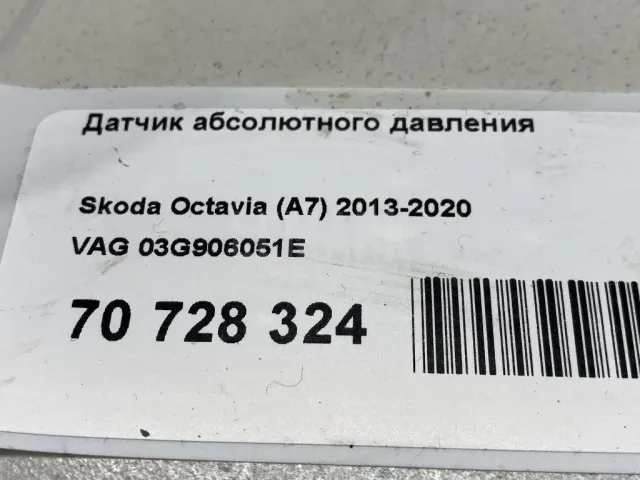 Датчик абсолютного давления
Skoda Octavia (A7) 2013-2020
VAG 03G906051E
70 728 324